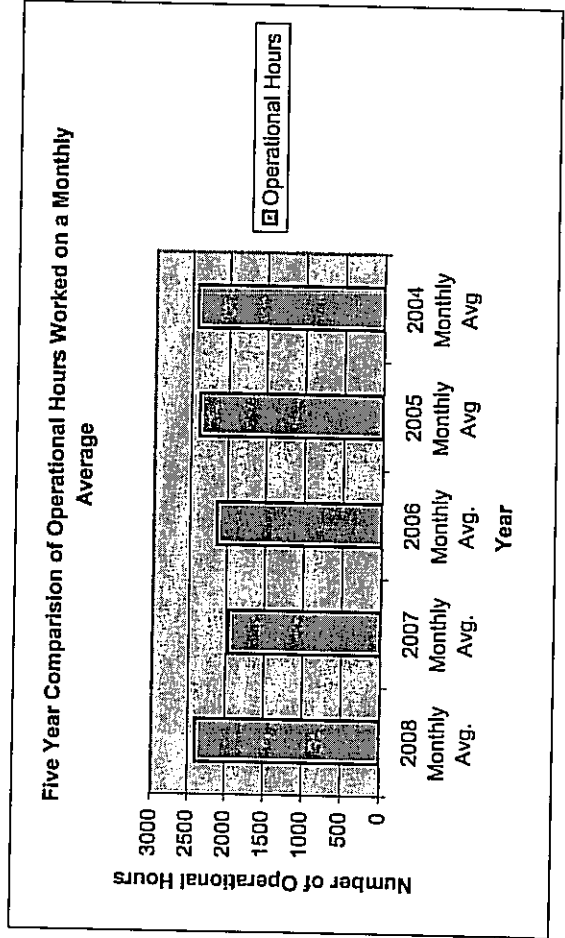 Five Year Comparision of Operational Hours Worked on a Monthly
Average
Number of Operational Hours
3000
2500
2000
1500
1000
500
0
2008
Monthly
Avg.
2007
Monthly
Avg.
2006
Monthly
Avg.
2005
Monthly
Avg
2004
Monthly
Avg
Year
Operational Hours